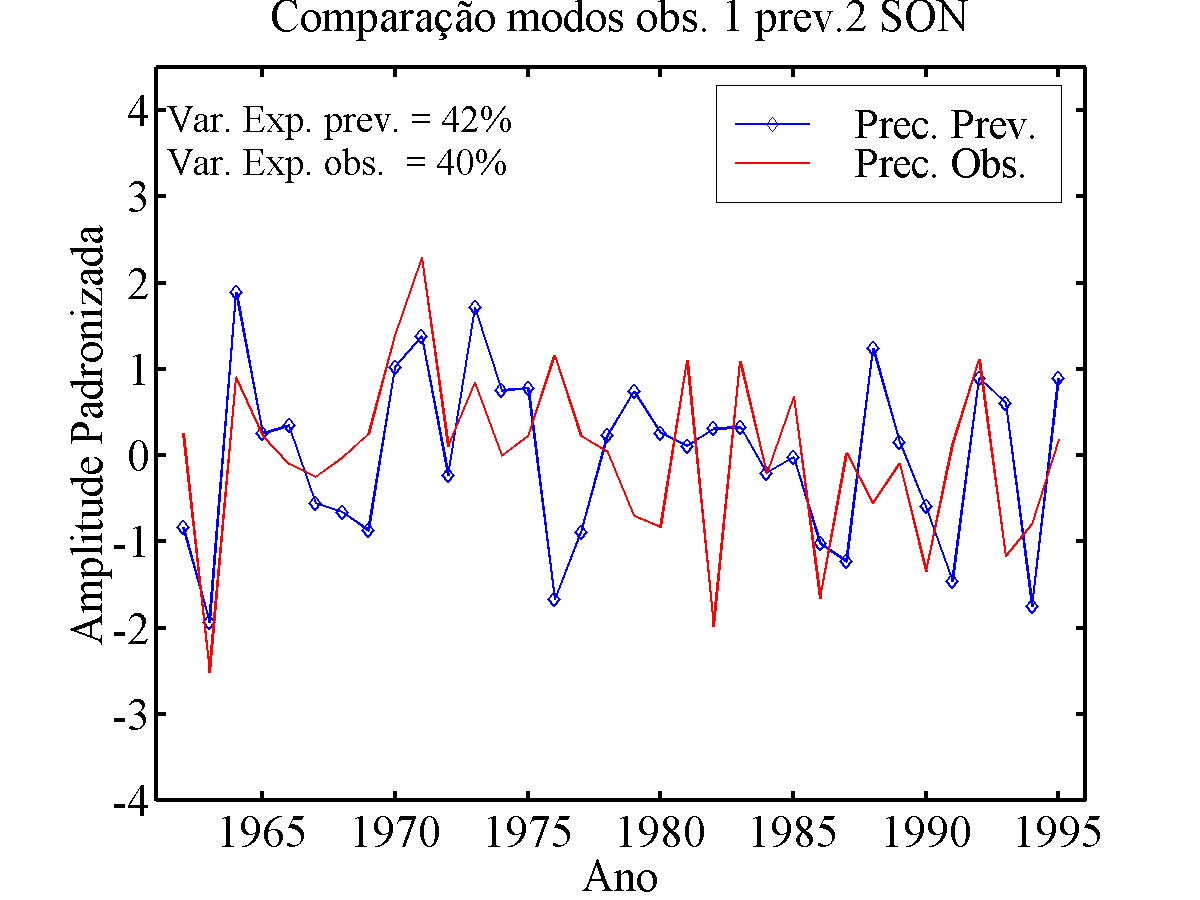 Comparação modos obs. 1 prev.2 SON
Var. Exp. prev. = 42%
Var. Exp. obs.  = 40%
Prec. Prev.
Prec. Obs.
Amplitude Padronizada
4
3
2
1
0
-1
-2
-3
-4
1965 1970 1975 1980 1985 1990 1995
Ano